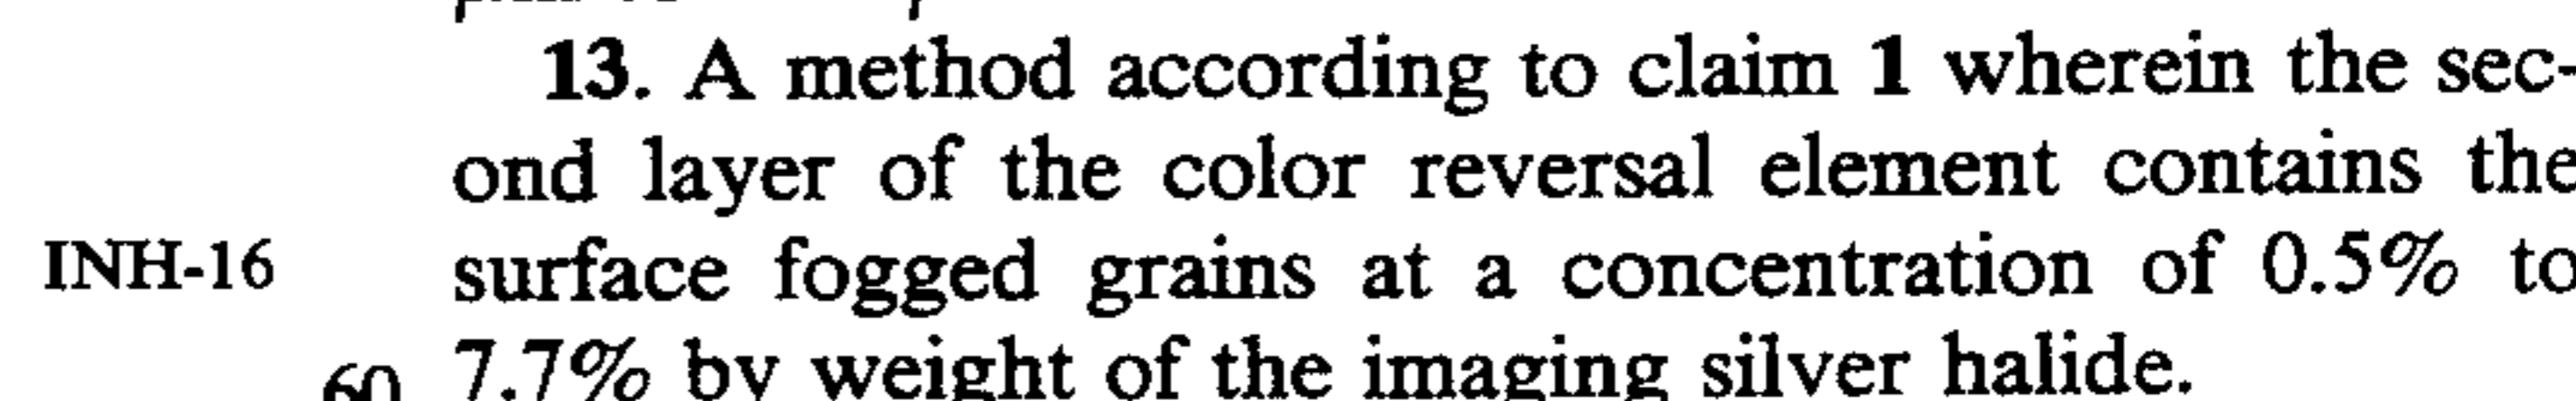 13. A method according to claim 1 wherein the sec-
ond layer of the color reversal element contains the
INH-16 surface fogged grains at a concentration of 0.5% to
60 7.7% by weight of the imaging silver halide.